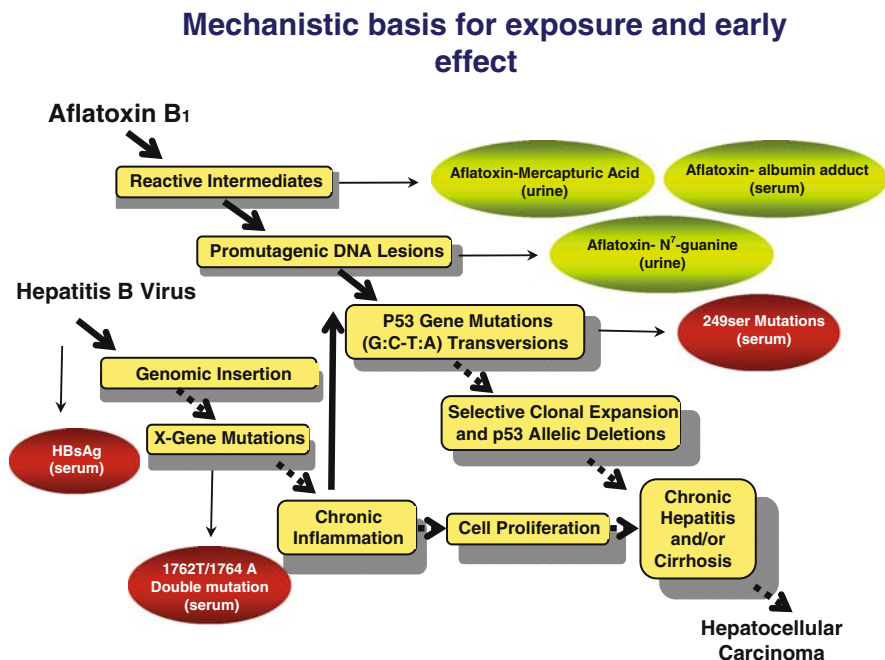 Mechanistic basis for exposure and early
effect
Aflatoxin B1
Reactive Intermediates
Aflatoxin-Mercapturic Acid
(urine)
Aflatoxin- albumin adduct
(serum)
Promutagenic DNA Lesions
Aflatoxin- N7-guanine
(urine)
Hepatitis B Virus
P53 Gene Mutations
(G:C-T:A) Transversions
249ser Mutations
(serum)
Genomic Insertion
X-Gene Mutations
Selective Clonal Expansion
and p53 Allelic Deletions
HBsAg
(serum)
Chronic
Inflammation
Cell Proliferation
Chronic
Hepatitis
and/or
Cirrhosis
1762T/1764 A
Double mutation
(serum)
Hepatocellular
Carcinoma